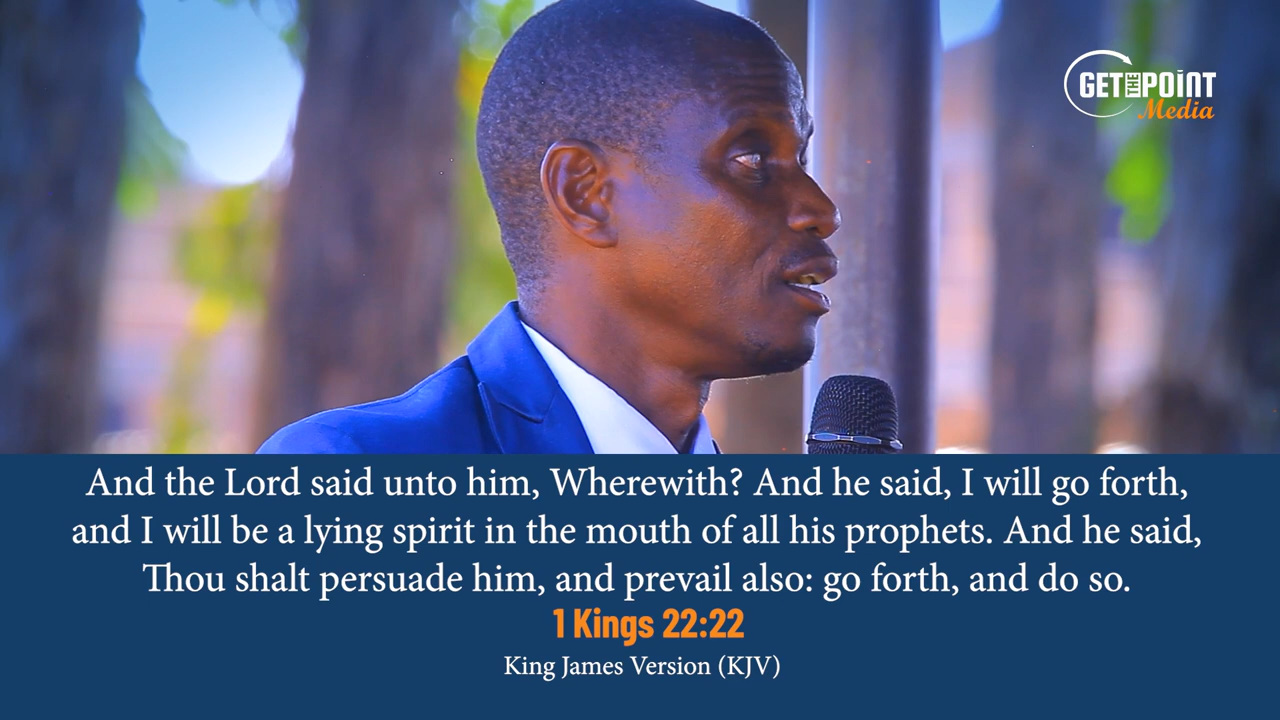 GET THE POINT
Media
And the Lord said unto him, Wherewith? And he said, I will go forth,
and I will be a lying spirit in the mouth of all his prophets. And he said,
Thou shalt persuade him, and prevail also: go forth, and do so.
1 Kings 22:22
King James Version (KJV)